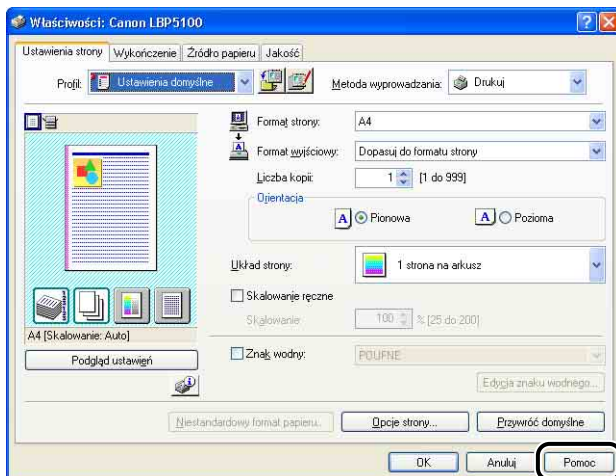 Właściwości: Canon LBP5100
Ustawienia strony Wykończenie Źródło papieru Jakość
Profil: Ustawienia domyślne Metoda wyprowadzania: Drukuj
Format strony: A4
Format wyjściowy: Dopasuj do formatu strony
Liczba kopii: 1 [1 do 999]
Orientacja
A Pionowa A Pozioma
Układ strony: 1 strona na arkusz
Skalowanie ręczne
Skalowanie: 100 % [25 do 200]
A4 [Skalowanie: Auto]
Podgląd ustawień
Znak wodny: POUFNE
Edycja znaku wodnego...
Niestandardowy format papieru... Opcje strony... Przywróć domyślne
OK Anuluj Pomoc